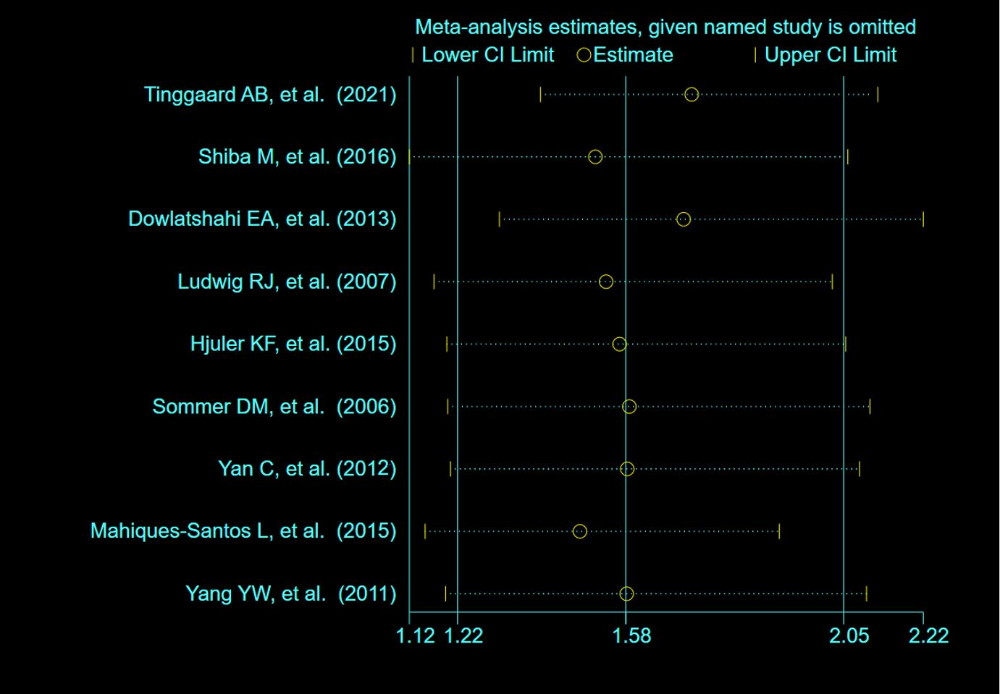 Meta-analysis estimates, given named study is omitted
Lower CI Limit Estimate Upper CI Limit
Tinggaard AB, et al. (2021)
Shiba M, et al. (2016)
Dowlatshahi EA, et al. (2013)
Ludwig RJ, et al. (2007)
Hjuler KF, et al. (2015)
Sommer DM, et al. (2006)
Yan C, et al. (2012)
Mahiques-Santos L, et al. (2015)
Yang YW, et al. (2011)
1.12 1.22 1.58 2.05 2.22